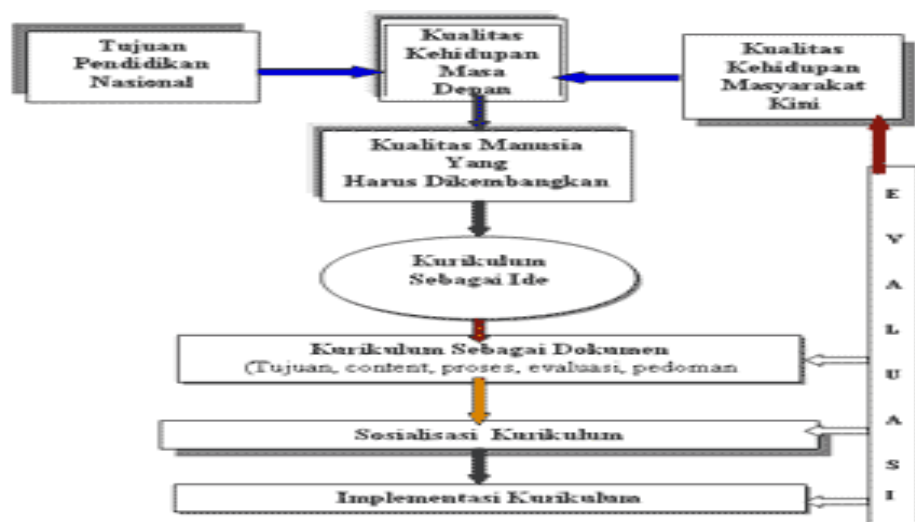 Tujuan
Pendidikan
Nasional
Kualitas
Kehidupan
Masa
Depan
Kualitas
Kehidupan
Masyarakat
Kini
Kualitas Manusia
Yang
Harus Dikembangkan
Kurikulum
Sebagai Ide
Kurikulum Sebagai Dokumen
(Tujuan, content, proses, evaluasi, pedoman
Sosialisasi Kurikulum
Implementasi Kurikulum
E
V
A
L
U
A
S
I